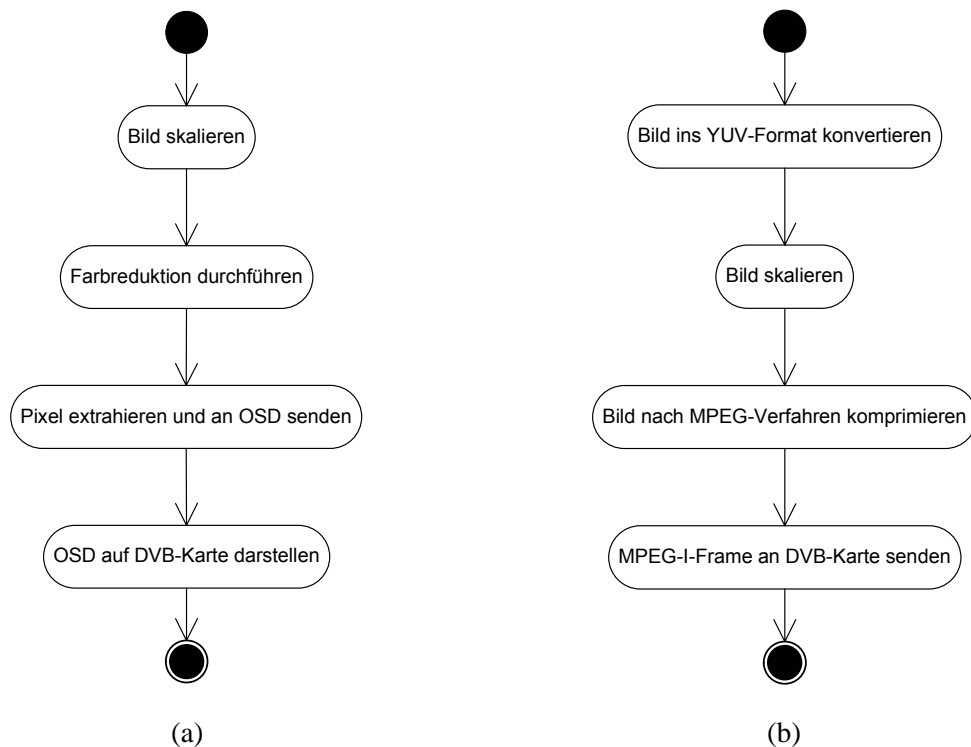 Bild skalieren
Farbreduktion durchführen
Pixel extrahieren und an OSD senden
OSD auf DVB-Karte darstellen
(a)
Bild ins YUV-Format konvertieren
Bild skalieren
Bild nach MPEG-Verfahren komprimieren
MPEG-I-Frame an DVB-Karte senden
(b)